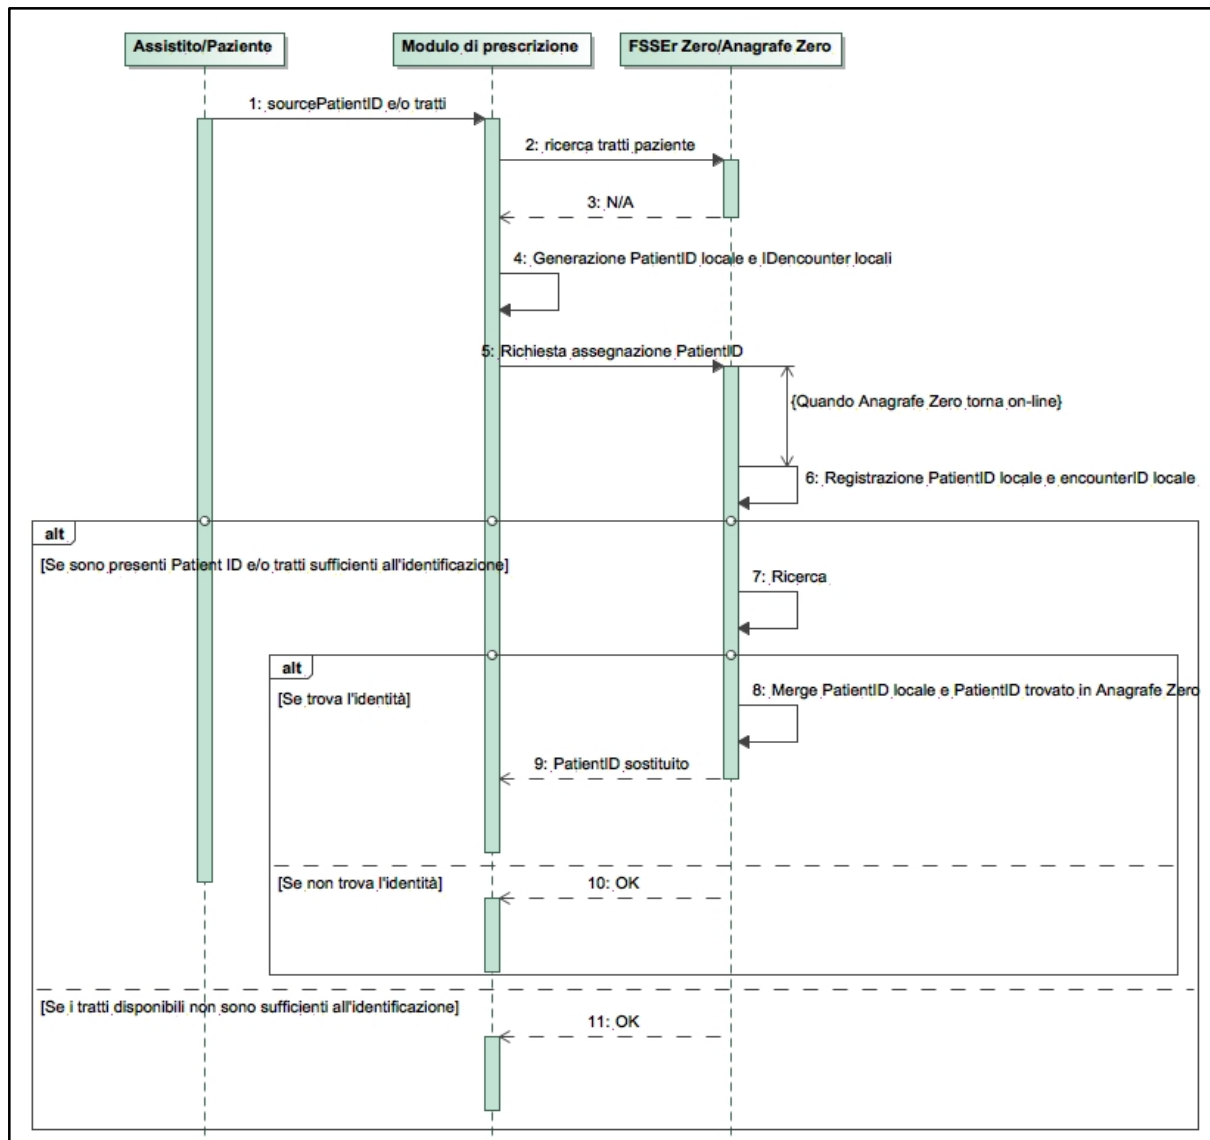 Assistito/Paziente
Modulo di prescrizione
FSSEr Zero/Anagrafe Zero
1: sourcePatientID e/o tratti
2: ricerca tratti paziente
3: N/A
4: Generazione PatientID locale e IDencounter locali
5: Richiesta assegnazione PatientID
{Quando Anagrafe Zero torna on-line}
6: Registrazione PatientID locale e encounterID locale
alt
[Se sono presenti Patient ID e/o tratti sufficienti all'identificazione]
7: Ricerca
alt
[Se trova l'identità]
8: Merge PatientID locale e PatientID trovato in Anagrafe Zero
9: PatientID sostituito
[Se non trova l'identità]
10: OK
[Se i tratti disponibili non sono sufficienti all'identificazione]
11: OK